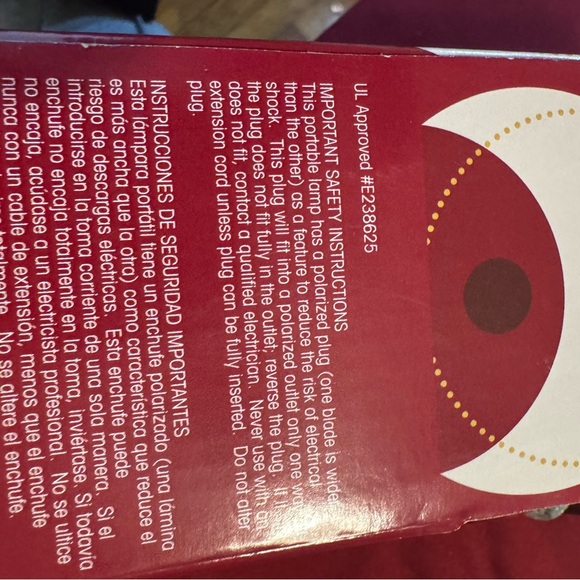 UL Approved #E238625
IMPORTANT SAFETY INSTRUCTIONS
This portable lamp has a polarized plug (one blade is wider
than the other) as a feature to reduce the risk of electrical
shock. This plug will fit into a polarized outlet only one way. If
the plug does not fit fully in the outlet, reverse the plug. If it
does not fit, contact a qualified electrician. Never use with an
extension cord unless plug can be fully inserted. Do not alter
plug.
INSTRUCCIONES DE SEGURIDAD IMPORTANTES
Esta lámpara portátil tiene un enchufe polarizado (una lámina
es más ancha que la otra) como característica que reduce el
riesgo de descargas eléctricas. Esta enchufe puede
introducirse en la toma corriente de una sola manera. Si el
enchufe no encaja totalmente en la toma, inviértase. Si todavía
no encaja, acúdase a un electricista profesional. No se utilice
nunca con un cable de extensión, menos que el enchufe
totalmente. No se altere el enchufe